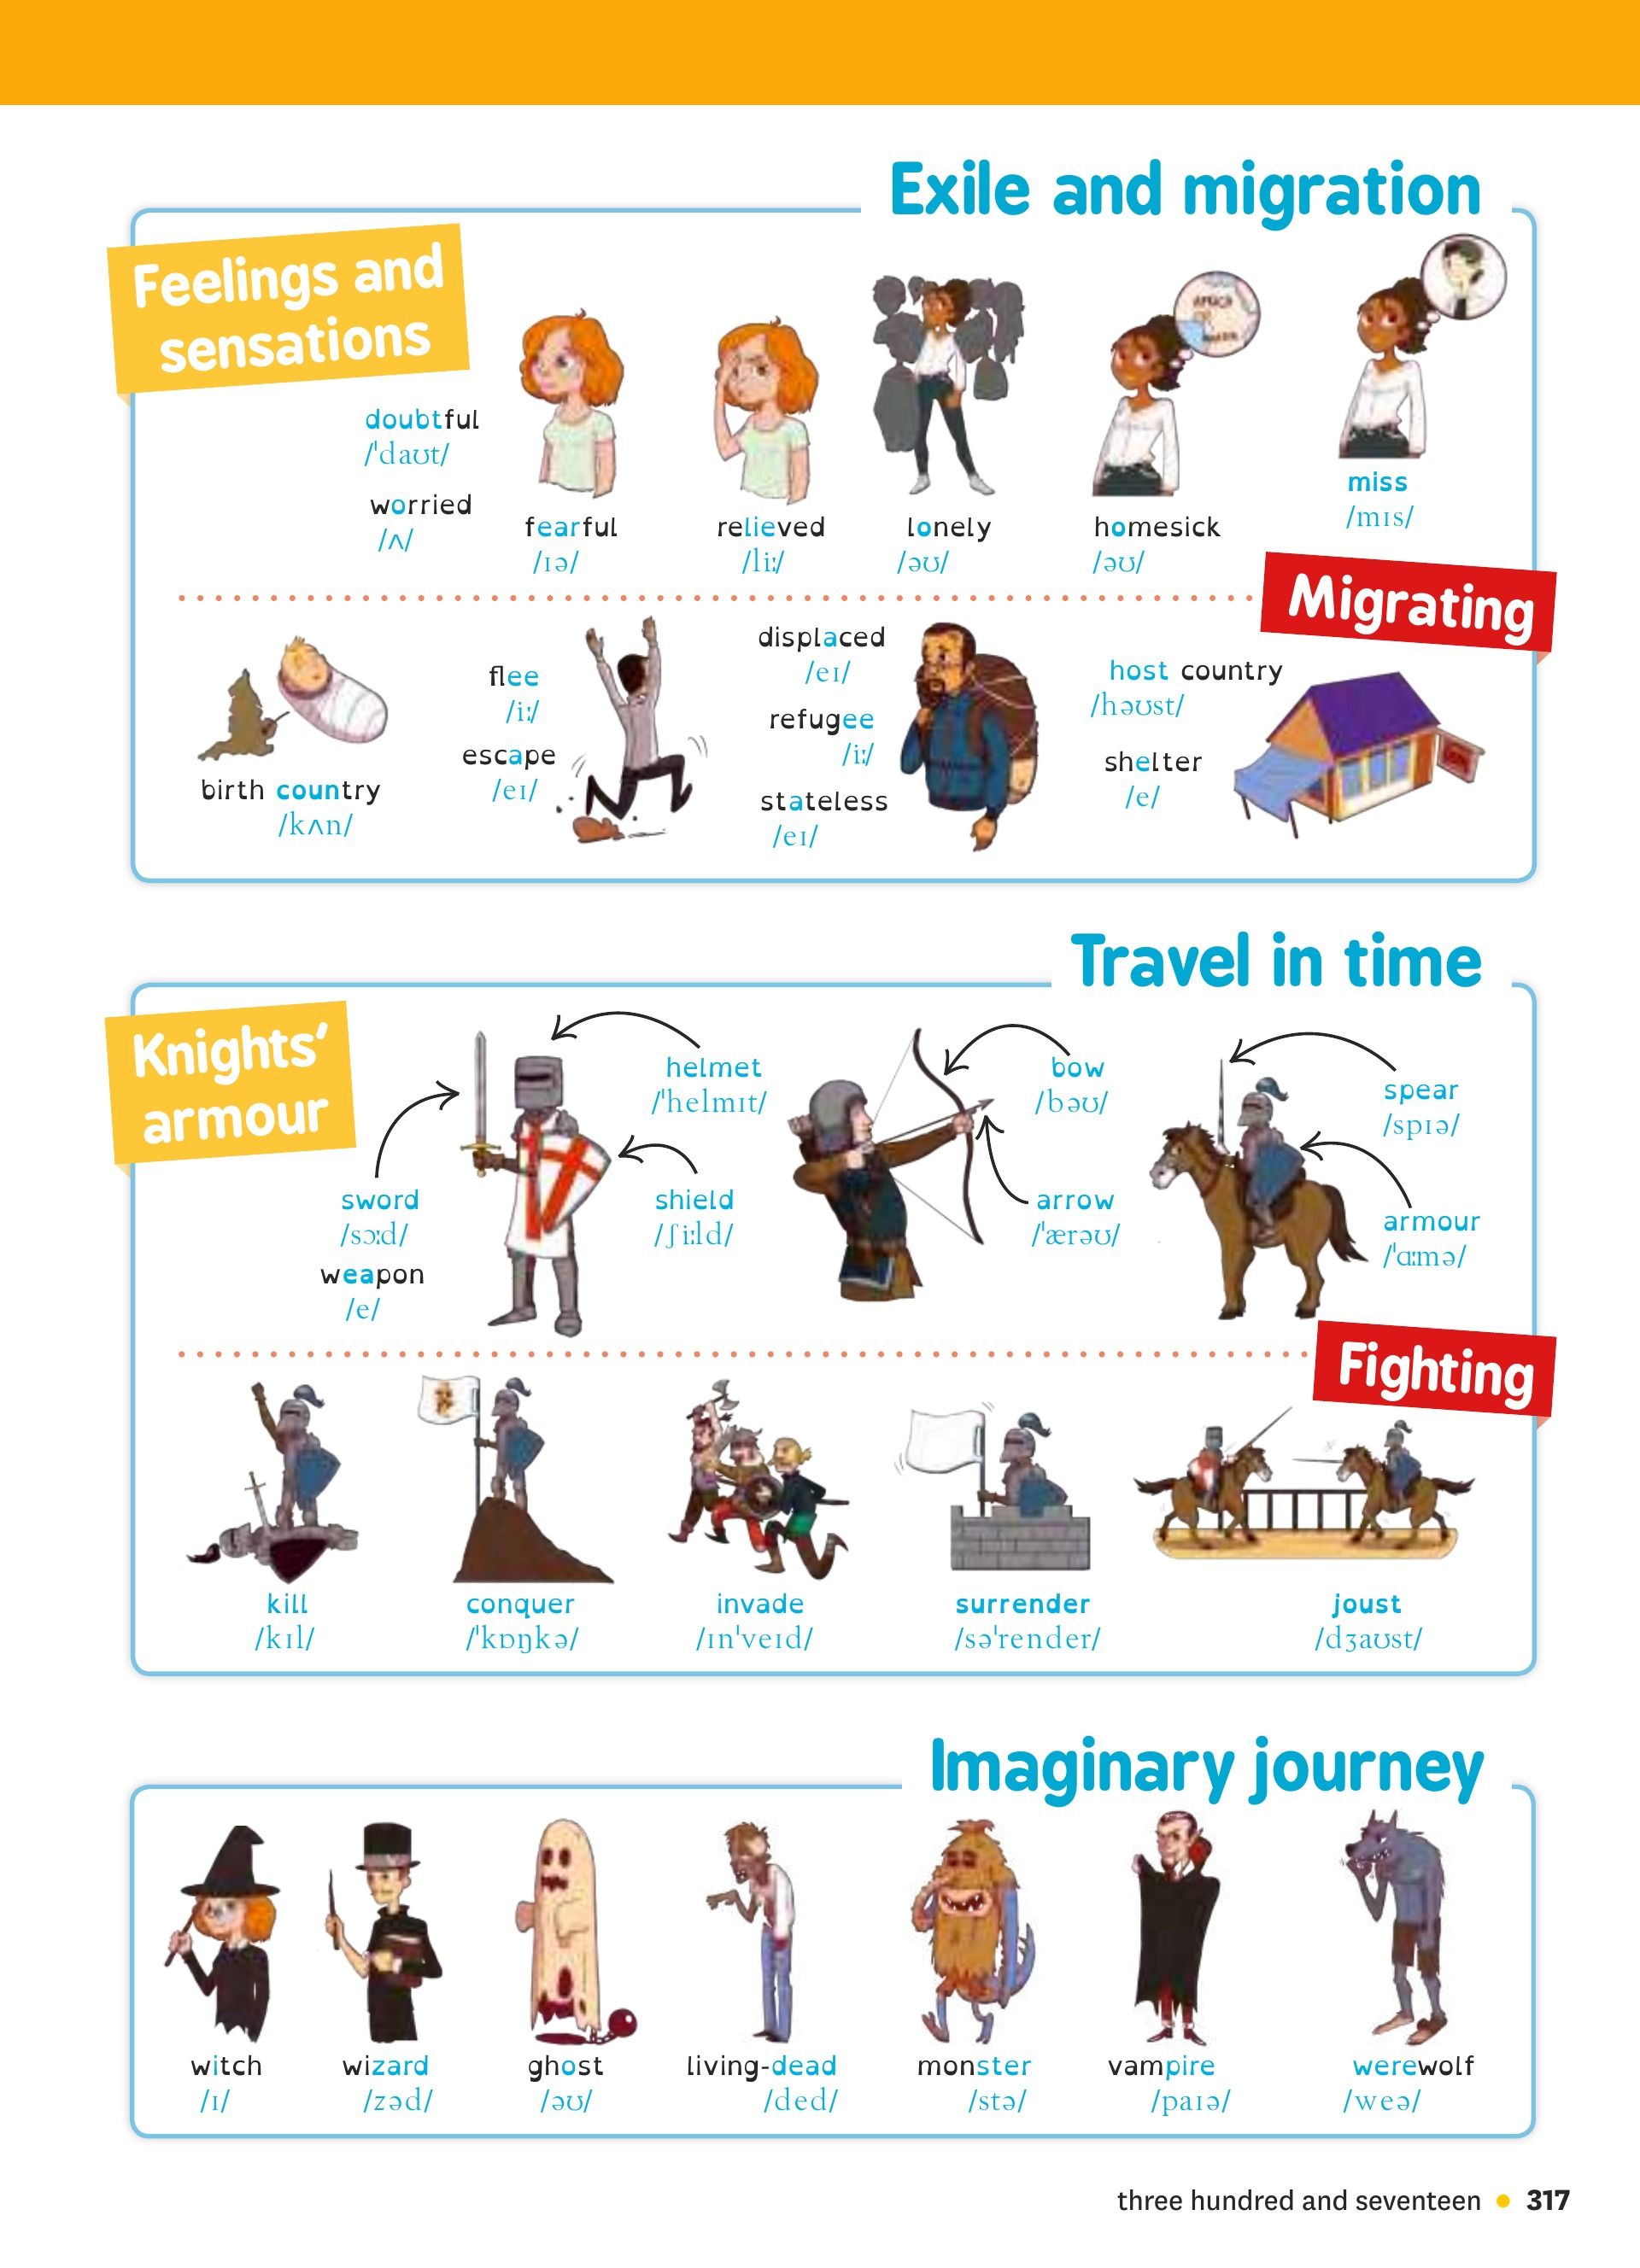 Exile and migration
Feelings and
sensations
doubtful
/ˈdaʊt/
worried
/ʌ/
fearful
/ɪə/
relieved
/liː/
lonely
/əʊ/
homesick
/əʊ/
miss
/mɪs/
Migrating
birth country
/kʌn/
flee
/iː/
escape
/eɪ/
displaced
/eɪ/
refugee
/iː/
stateless
/eɪ/
host country
/həʊst/
shelter
/e/
Travel in time
Knights’
armour
sword
/sɔːd/
weapon
/e/
helmet
/ˈhelmɪt/
shield
/ʃiːld/
bow
/bəʊ/
arrow
/ˈærəʊ/
spear
/spɪə/
armour
/ˈɑːmə/
Fighting
kill
/kɪl/
conquer
/ˈkɒŋkə/
invade
/ɪnˈveɪd/
surrender
/səˈrender/
joust
/dʒaʊst/
Imaginary journey
witch
/ɪ/
wizard
/zəd/
ghost
/əʊ/
living-dead
/ded/
monster
/stə/
vampire
/paɪə/
werewolf
/weə/
three hundred and seventeen • 317